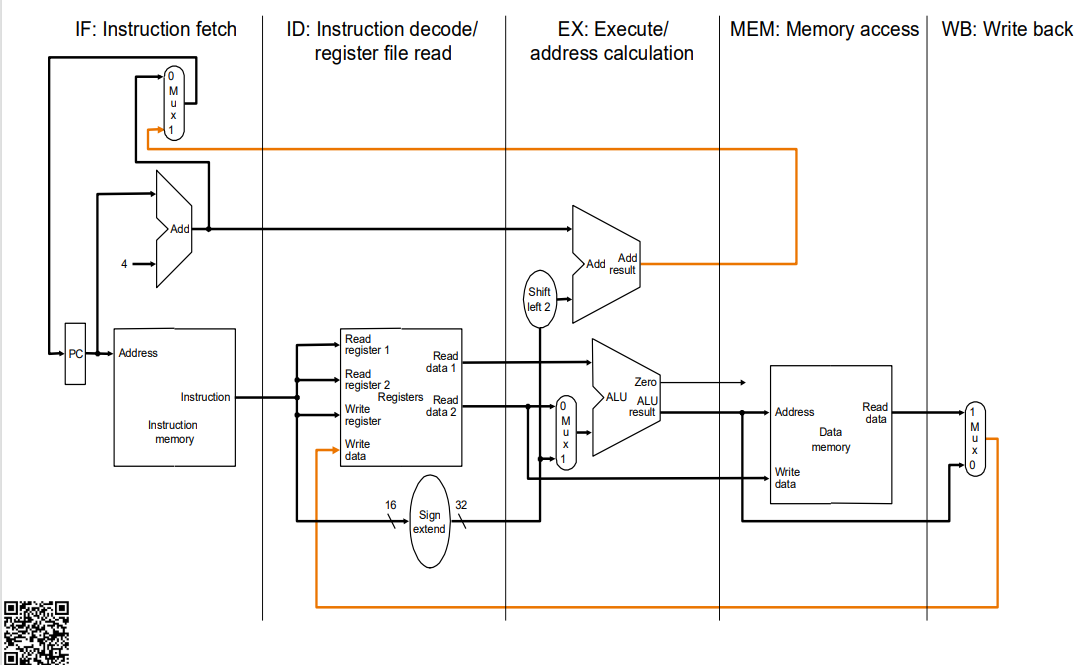 IF: Instruction fetch
ID: Instruction decode/
register file read
EX: Execute/
address calculation
MEM: Memory access
WB: Write back
0
M
u
x
1
Add
4
PC
Address
Instruction
Instruction
memory
Read
register 1
Read
register 2
Write
register
Write
data
Registers
Read
data 1
Read
data 2
16
Sign
extend
32
Shift
left 2
Add
Add
result
0
M
u
x
1
ALU
Zero
ALU
result
Address
Write
data
Data
memory
Read
data
1
M
u
x
0